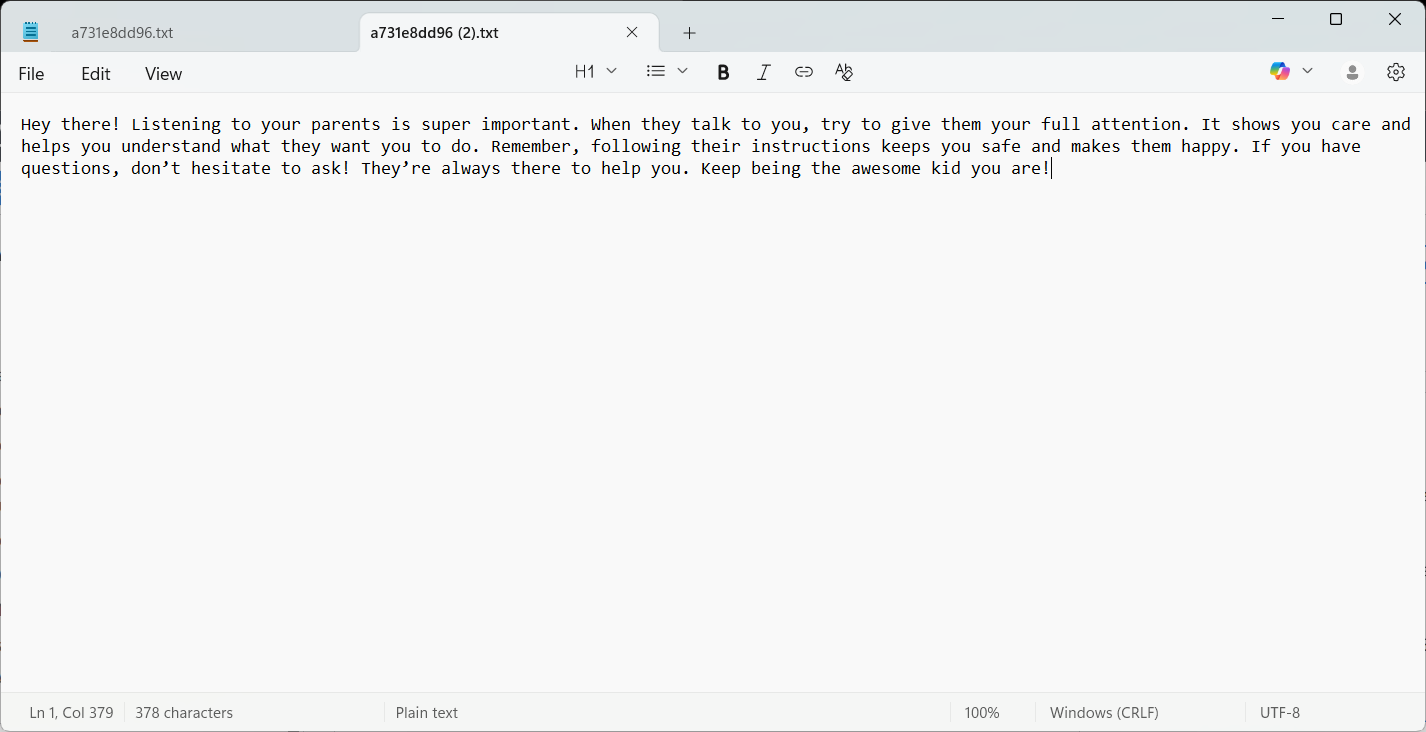 a731e8dd96.txt
a731e8dd96 (2).txt
File Edit View
H1 B I
Hey there! Listening to your parents is super important. When they talk to you, try to give them your full attention. It shows you care and
helps you understand what they want you to do. Remember, following their instructions keeps you safe and makes them happy. If you have
questions, don’t hesitate to ask! They’re always there to help you. Keep being the awesome kid you are!
Ln 1, Col 379 378 characters Plain text 100% Windows (CRLF) UTF-8